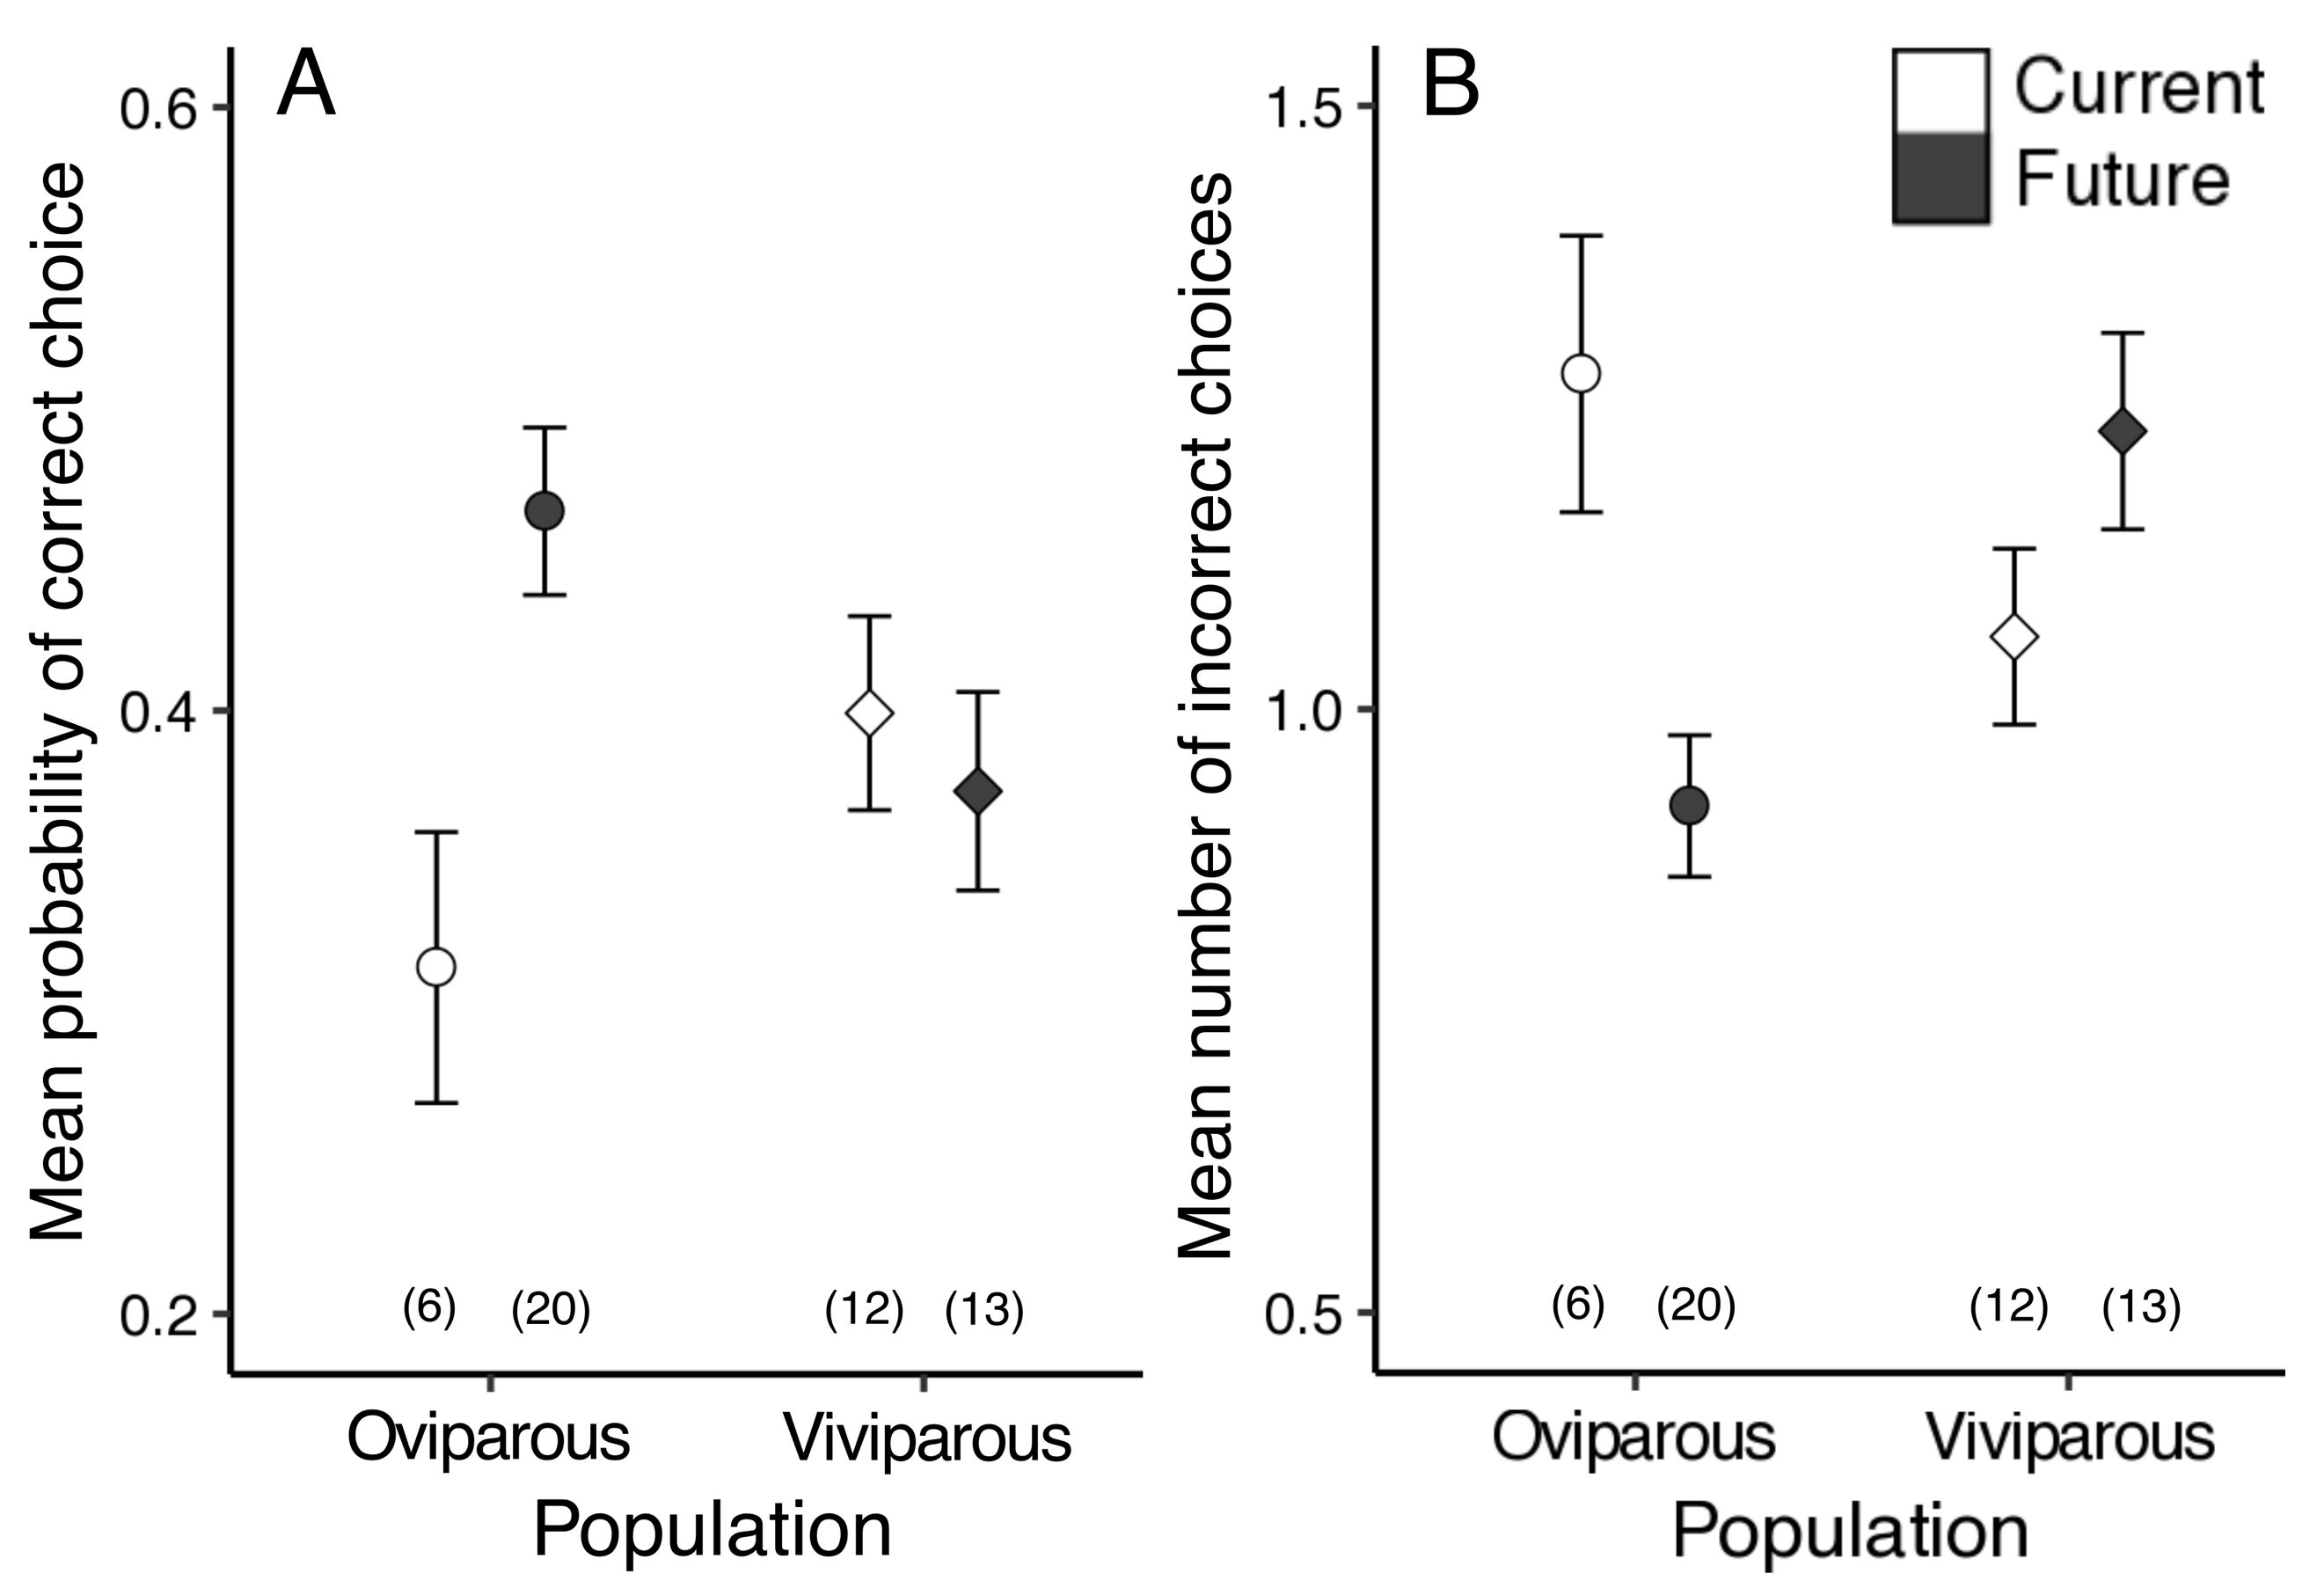 A
Mean probability of correct choice
0.6
0.4
0.2
(6) (20) (12) (13)
Oviparous Viviparous
Population
B
Current
Future
Mean number of incorrect choices
1.5
1.0
0.5
(6) (20) (12) (13)
Oviparous Viviparous
Population